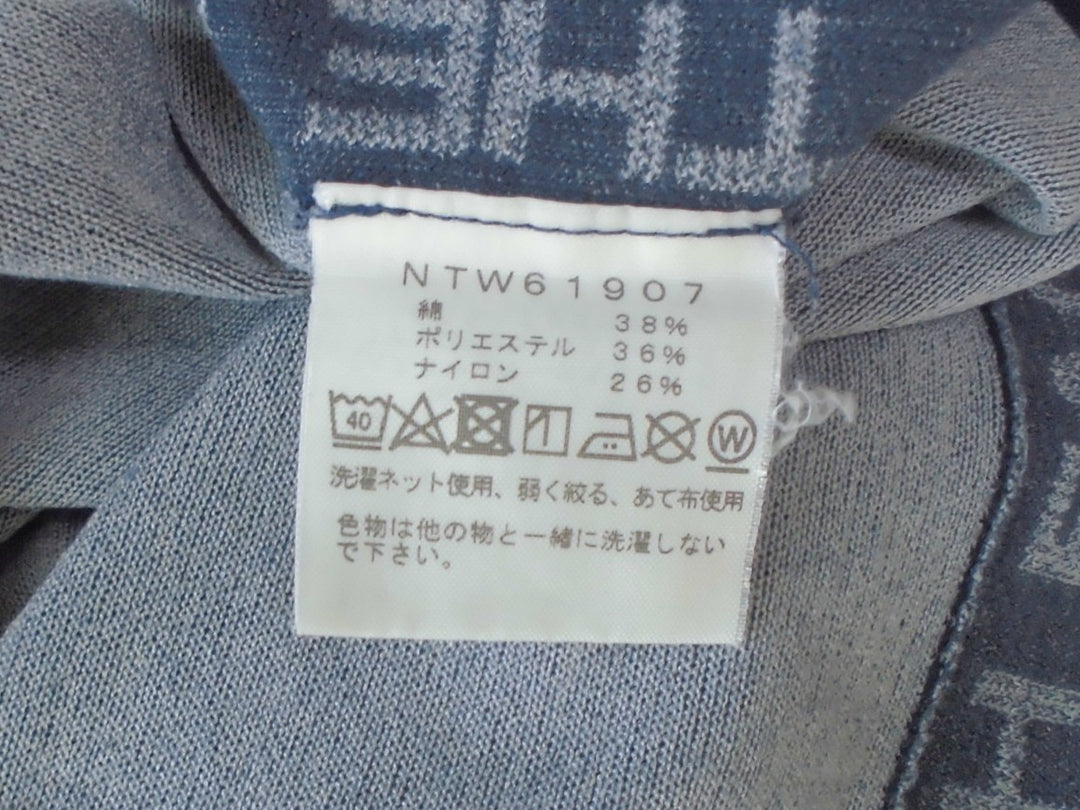 NTW61907
綿 38%
ポリエステル 36%
ナイロン 26%
40 W
洗濯ネット使用、弱く絞る、あて布使用
色物は他の物と一緒に洗濯しない
で下さい。